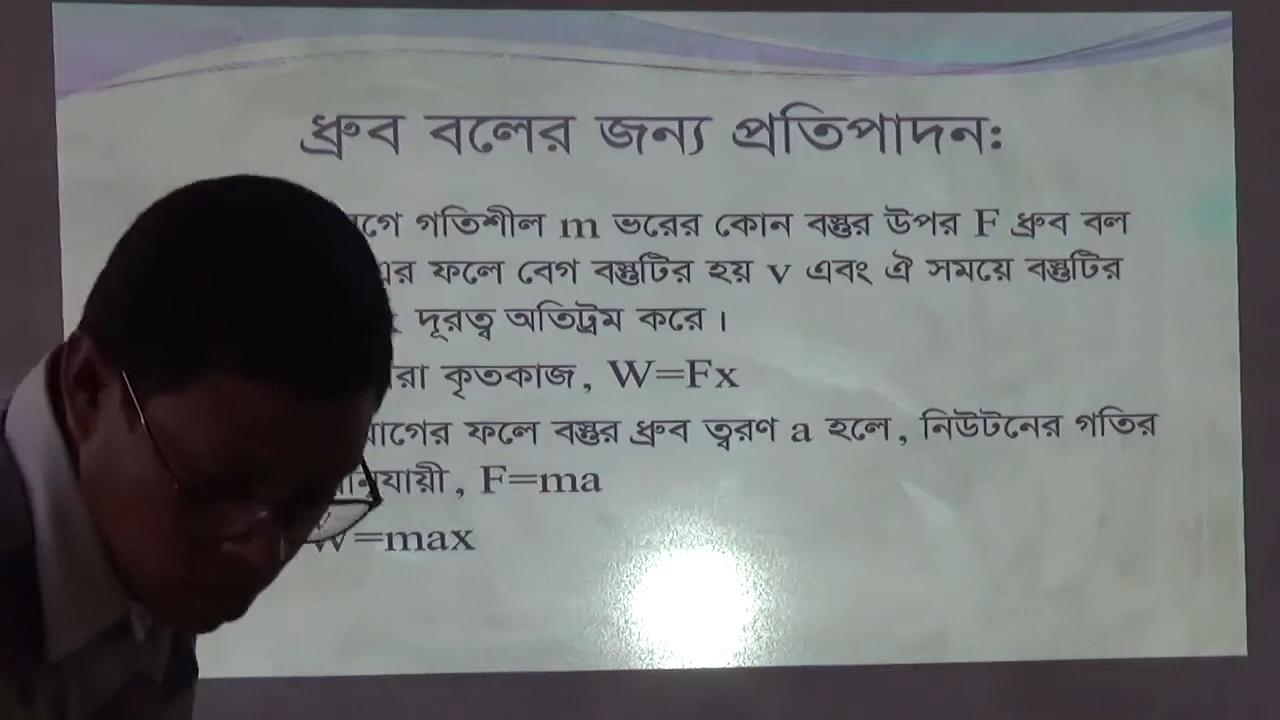 ধ্রুব বলের জন্য প্রতিপাদনঃ
গতিশীল m ভরের কোন বস্তুর উপর F ধ্রুব বল
ফলে বেগ বস্তুটির হয় v এবং ঐ সময়ে বস্তুটির
দূরত্ব অতিট্রম করে।
কৃতকাজ, W=Fx
ফলে বস্তুর ধ্রুব ত্বরণ a হলে, নিউটনের গতির
F=ma
W=max